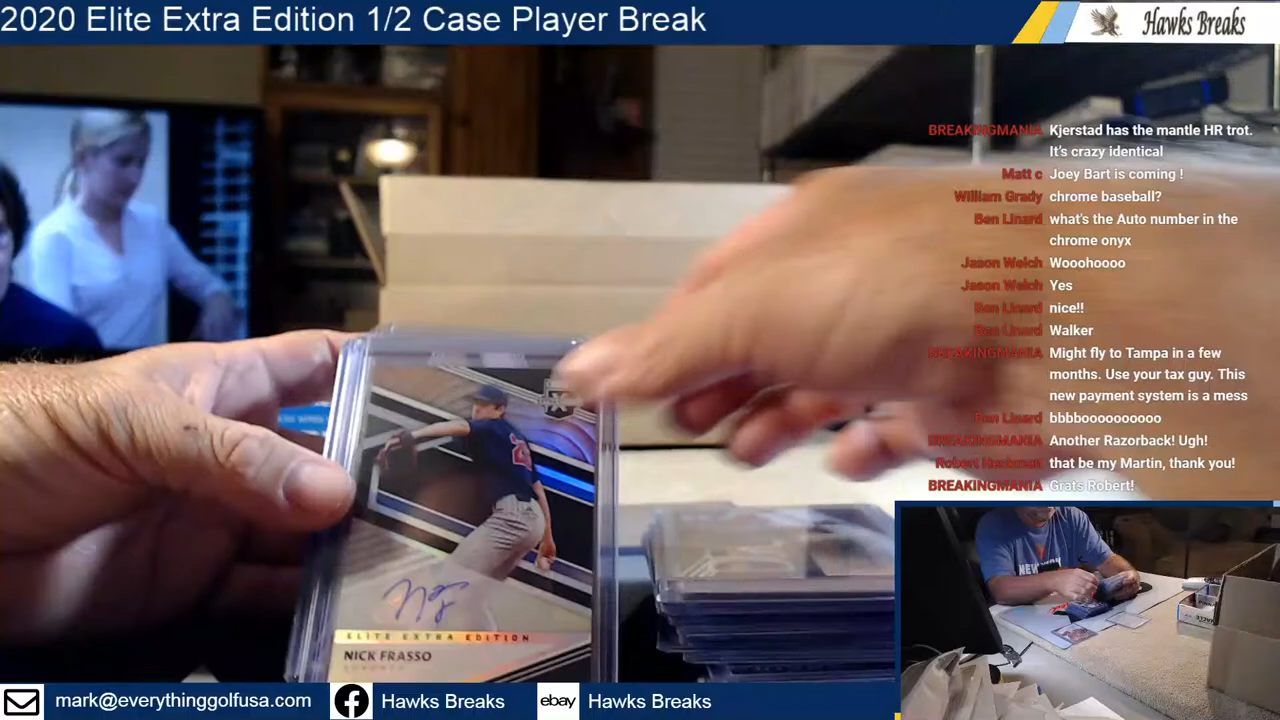 2020 Elite Extra Edition 1/2 Case Player Break
Hawks Breaks
BREAKINGMANIA Kjerstad has the mantle HR trot.
It's crazy identical
Matt c Joey Bart is coming !
William Grady chrome baseball?
Ben Linard what's the Auto number in the
chrome onyx
Jason Welch Wooohoooo
Jason Welch Yes
Ben Linard nice!!
Ben Linard Walker
BREAKINGMANIA Might fly to Tampa in a few
months. Use your tax guy. This
new payment system is a mess
Ben Linard bbbboooooooooo
BREAKINGMANIA Another Razorback! Ugh!
Robert that be my Martin, thank you!
BREAKINGMANIA Grats Robert!
ELITE EXTRA EDITION
NICK FRASSO
TORONTO
NEW
mark@everythinggolfusa.com
Hawks Breaks
ebay
Hawks Breaks